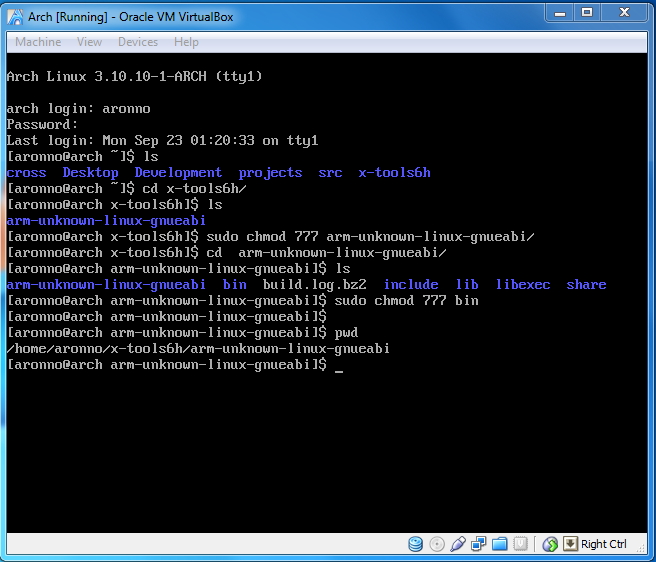 Arch [Running] - Oracle VM VirtualBox
Machine View Devices Help
Arch Linux 3.10.10-1-ARCH (tty1)
arch login: aronno
Password:
Last login: Mon Sep 23 01:20:33 on tty1
[aronno@arch ~]$ ls
cross Desktop Development projects src x-tools6h
[aronno@arch ~]$ cd x-tools6h/
[aronno@arch x-tools6h]$ ls
arm-unknown-linux-gnueabi
[aronno@arch x-tools6h]$ sudo chmod 777 arm-unknown-linux-gnueabi/
[aronno@arch x-tools6h]$ cd  arm-unknown-linux-gnueabi/
[aronno@arch arm-unknown-linux-gnueabi]$ ls
arm-unknown-linux-gnueabi bin build.log.bz2 include lib libexec share
[aronno@arch arm-unknown-linux-gnueabi]$ sudo chmod 777 bin
[aronno@arch arm-unknown-linux-gnueabi]$
[aronno@arch arm-unknown-linux-gnueabi]$ pwd
/home/aronno/x-tools6h/arm-unknown-linux-gnueabi
[aronno@arch arm-unknown-linux-gnueabi]$ _
Right Ctrl